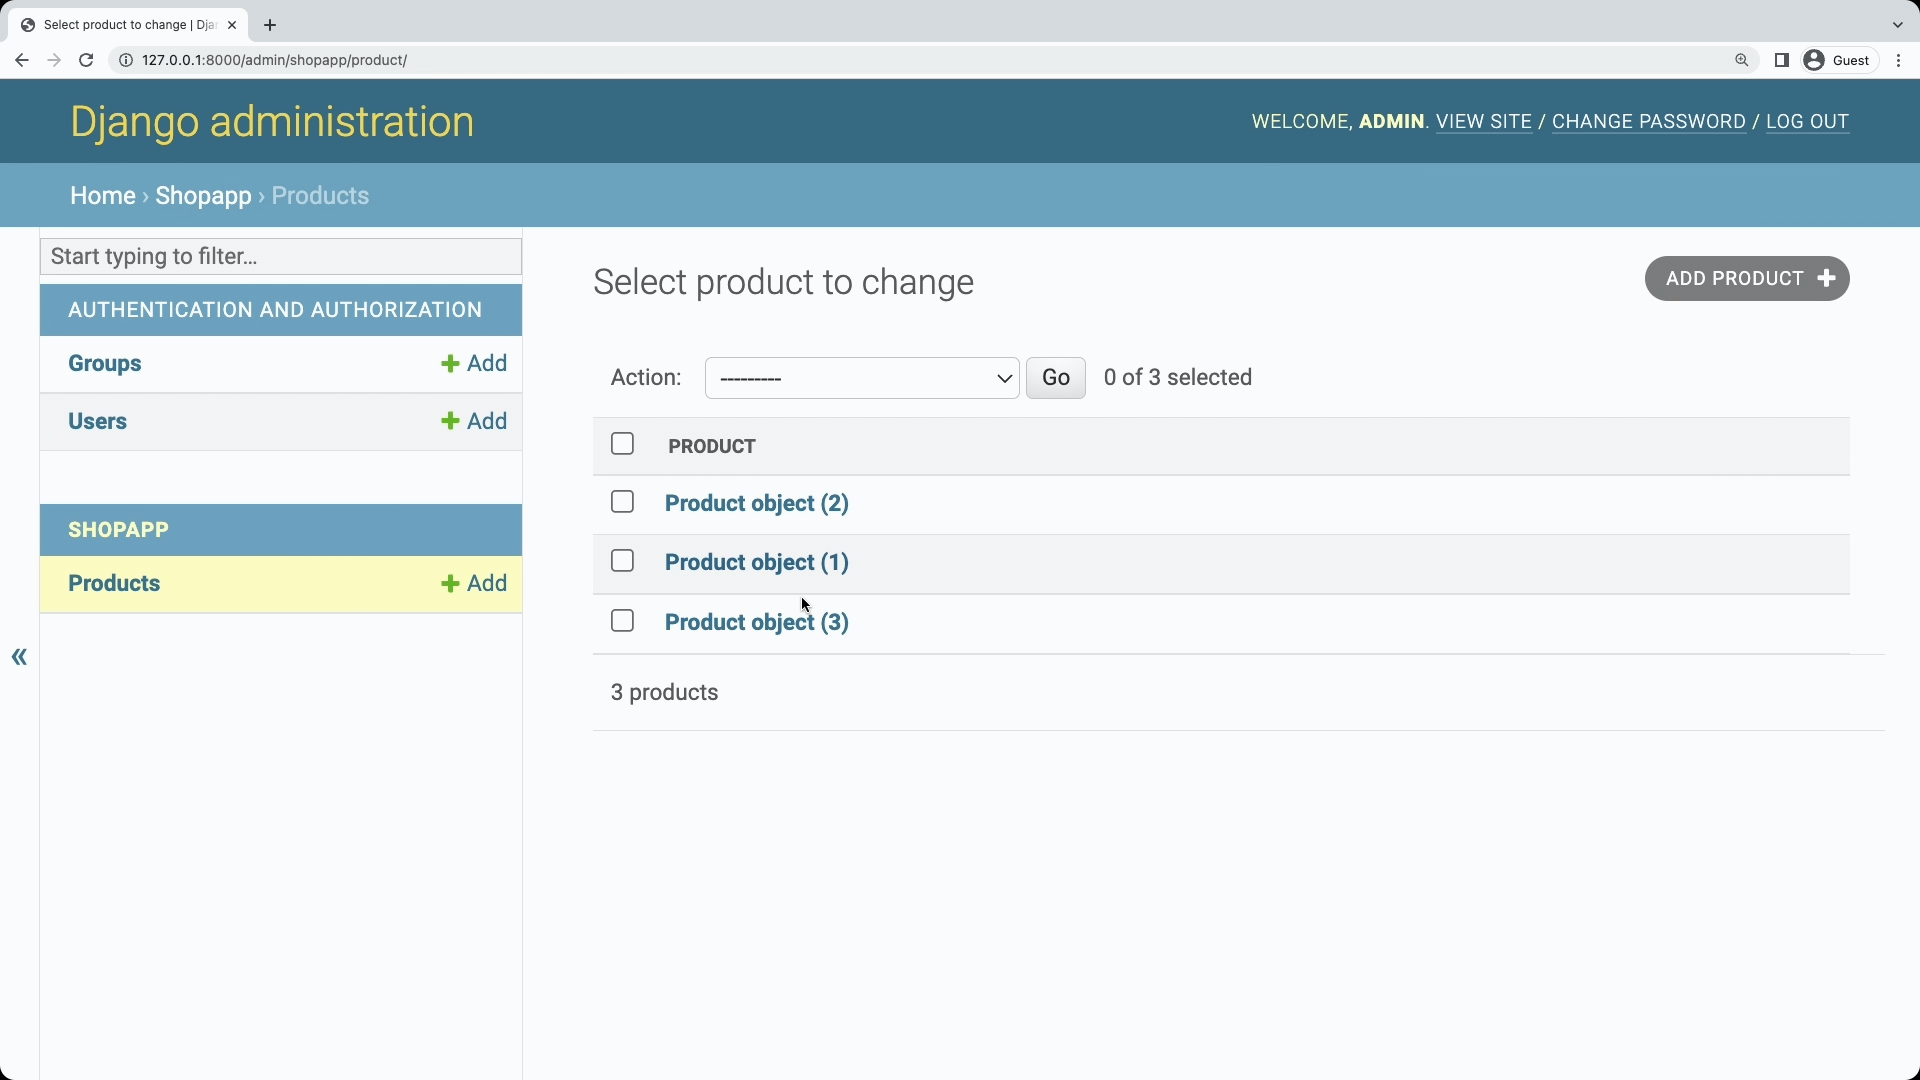 Select product to change | Dja
127.0.0.1:8000/admin/shopapp/product/
Guest
Django administration
WELCOME, ADMIN. VIEW SITE / CHANGE PASSWORD / LOG OUT
Home › Shopapp › Products
Start typing to filter...
AUTHENTICATION AND AUTHORIZATION
Groups + Add
Users + Add
SHOPAPP
Products + Add
«
Select product to change
ADD PRODUCT +
Action: --------- Go 0 of 3 selected
PRODUCT
Product object (2)
Product object (1)
Product object (3)
3 products